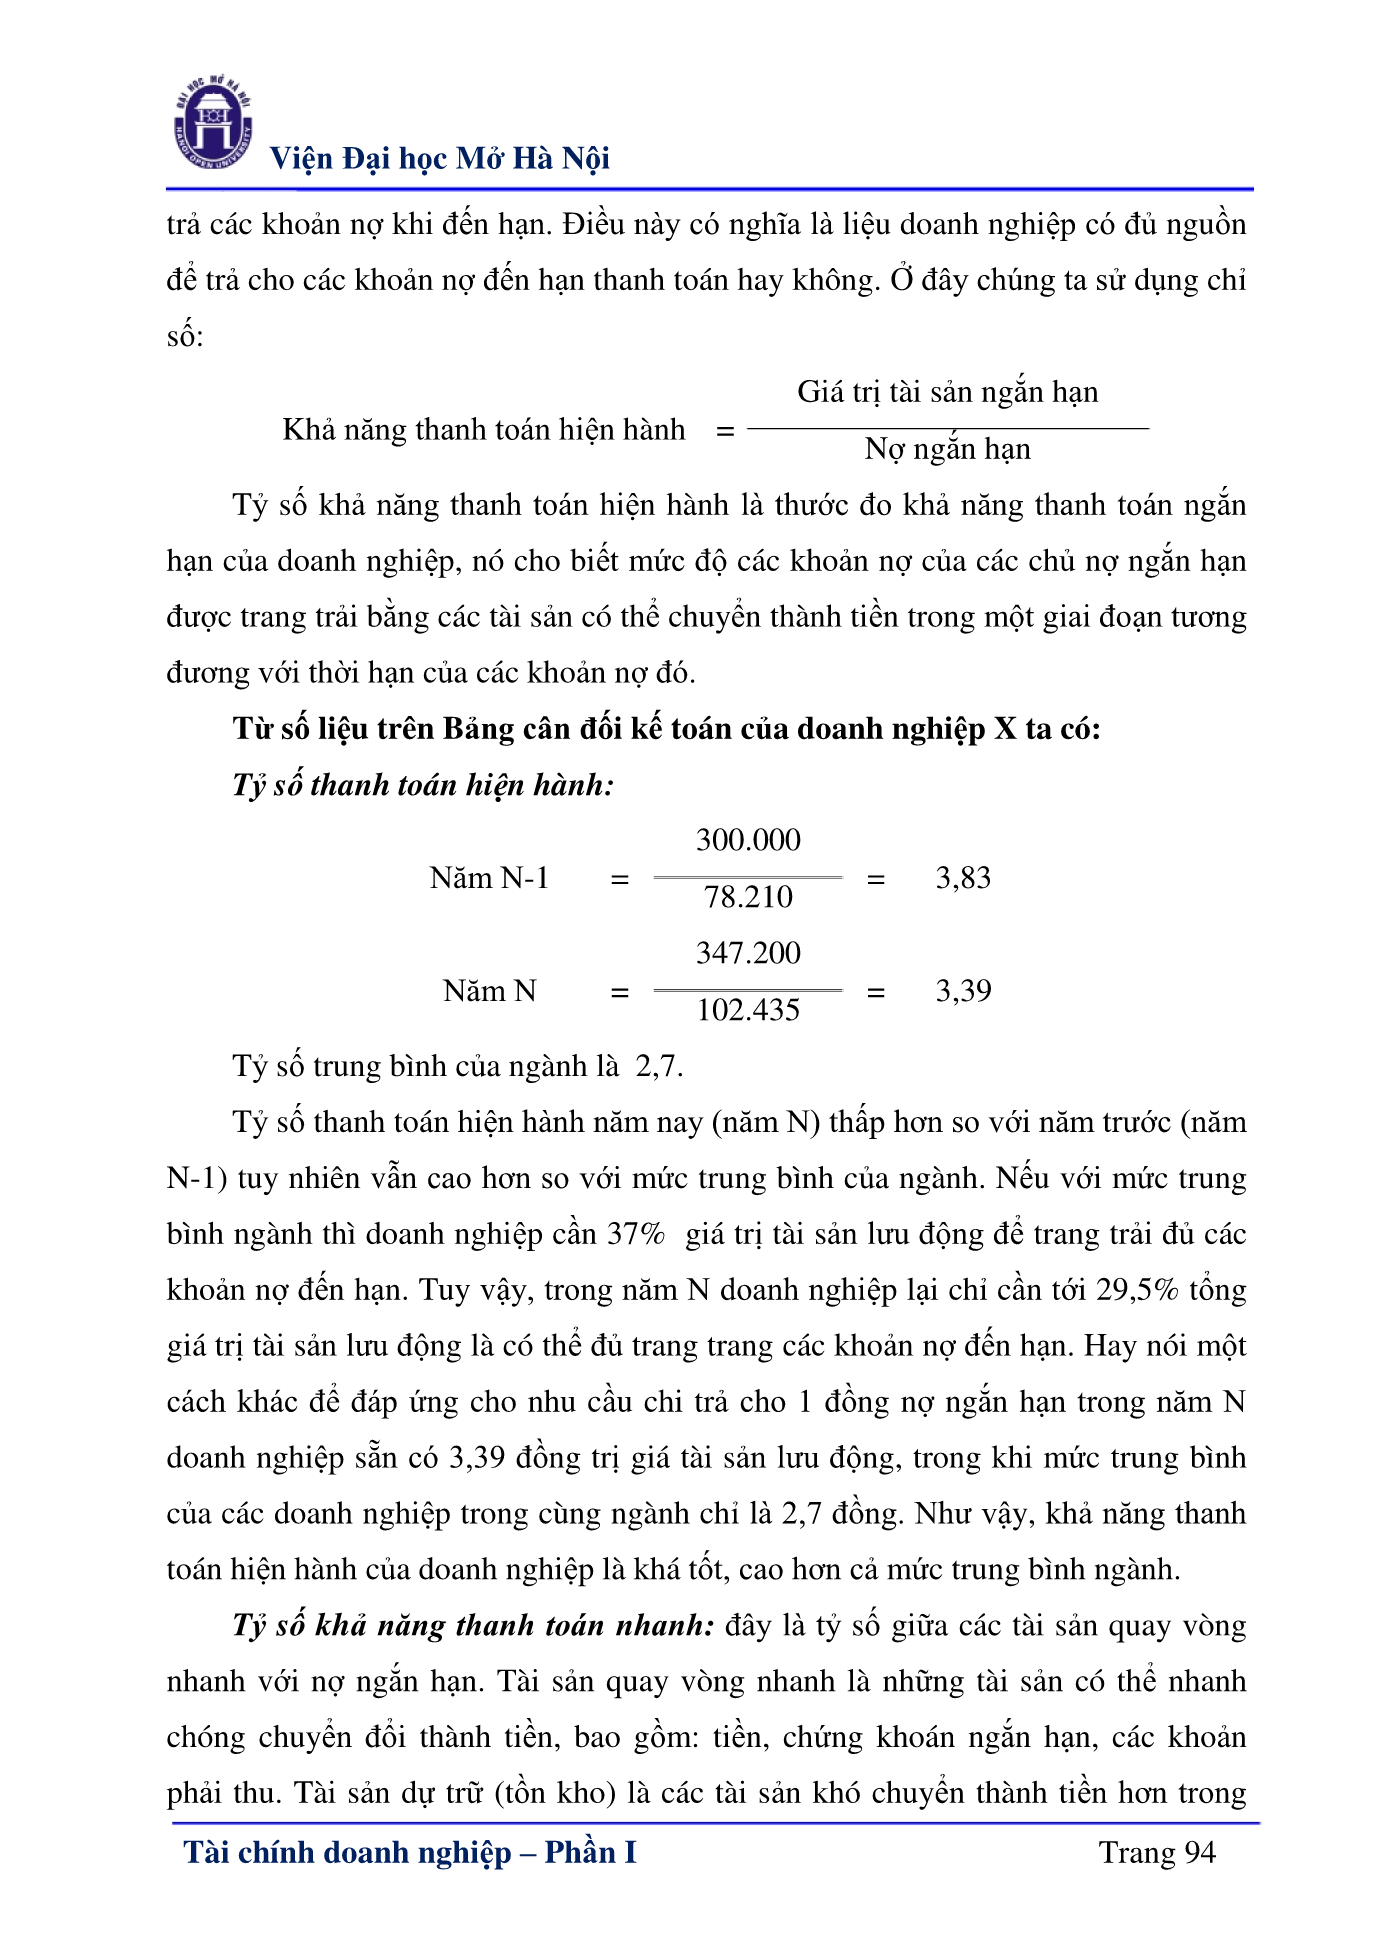 ĐẠI HỌC MỞ HÀ NỘI
HANOI OPEN UNIVERSITY
Viện Đại học Mở Hà Nội
trả các khoản nợ khi đến hạn. Điều này có nghĩa là liệu doanh nghiệp có đủ nguồn
để trả cho các khoản nợ đến hạn thanh toán hay không. Ở đây chúng ta sử dụng chỉ
số:
Giá trị tài sản ngắn hạn
Khả năng thanh toán hiện hành =
Nợ ngắn hạn
Tỷ số khả năng thanh toán hiện hành là thước đo khả năng thanh toán ngắn
hạn của doanh nghiệp, nó cho biết mức độ các khoản nợ của các chủ nợ ngắn hạn
được trang trải bằng các tài sản có thể chuyển thành tiền trong một giai đoạn tương
đương với thời hạn của các khoản nợ đó.
Từ số liệu trên Bảng cân đối kế toán của doanh nghiệp X ta có:
Tỷ số thanh toán hiện hành:
300.000
Năm N-1 = = 3,83
78.210
347.200
Năm N = = 3,39
102.435
Tỷ số trung bình của ngành là 2,7.
Tỷ số thanh toán hiện hành năm nay (năm N) thấp hơn so với năm trước (năm
N-1) tuy nhiên vẫn cao hơn so với mức trung bình của ngành. Nếu với mức trung
bình ngành thì doanh nghiệp cần 37% giá trị tài sản lưu động để trang trải đủ các
khoản nợ đến hạn. Tuy vậy, trong năm N doanh nghiệp lại chỉ cần tới 29,5% tổng
giá trị tài sản lưu động là có thể đủ trang trang các khoản nợ đến hạn. Hay nói một
cách khác để đáp ứng cho nhu cầu chi trả cho 1 đồng nợ ngắn hạn trong năm N
doanh nghiệp sẵn có 3,39 đồng trị giá tài sản lưu động, trong khi mức trung bình
của các doanh nghiệp trong cùng ngành chỉ là 2,7 đồng. Như vậy, khả năng thanh
toán hiện hành của doanh nghiệp là khá tốt, cao hơn cả mức trung bình ngành.
Tỷ số khả năng thanh toán nhanh: đây là tỷ số giữa các tài sản quay vòng
nhanh với nợ ngắn hạn. Tài sản quay vòng nhanh là những tài sản có thể nhanh
chóng chuyển đổi thành tiền, bao gồm: tiền, chứng khoán ngắn hạn, các khoản
phải thu. Tài sản dự trữ (tồn kho) là các tài sản khó chuyển thành tiền hơn trong
Tài chính doanh nghiệp – Phần I Trang 94